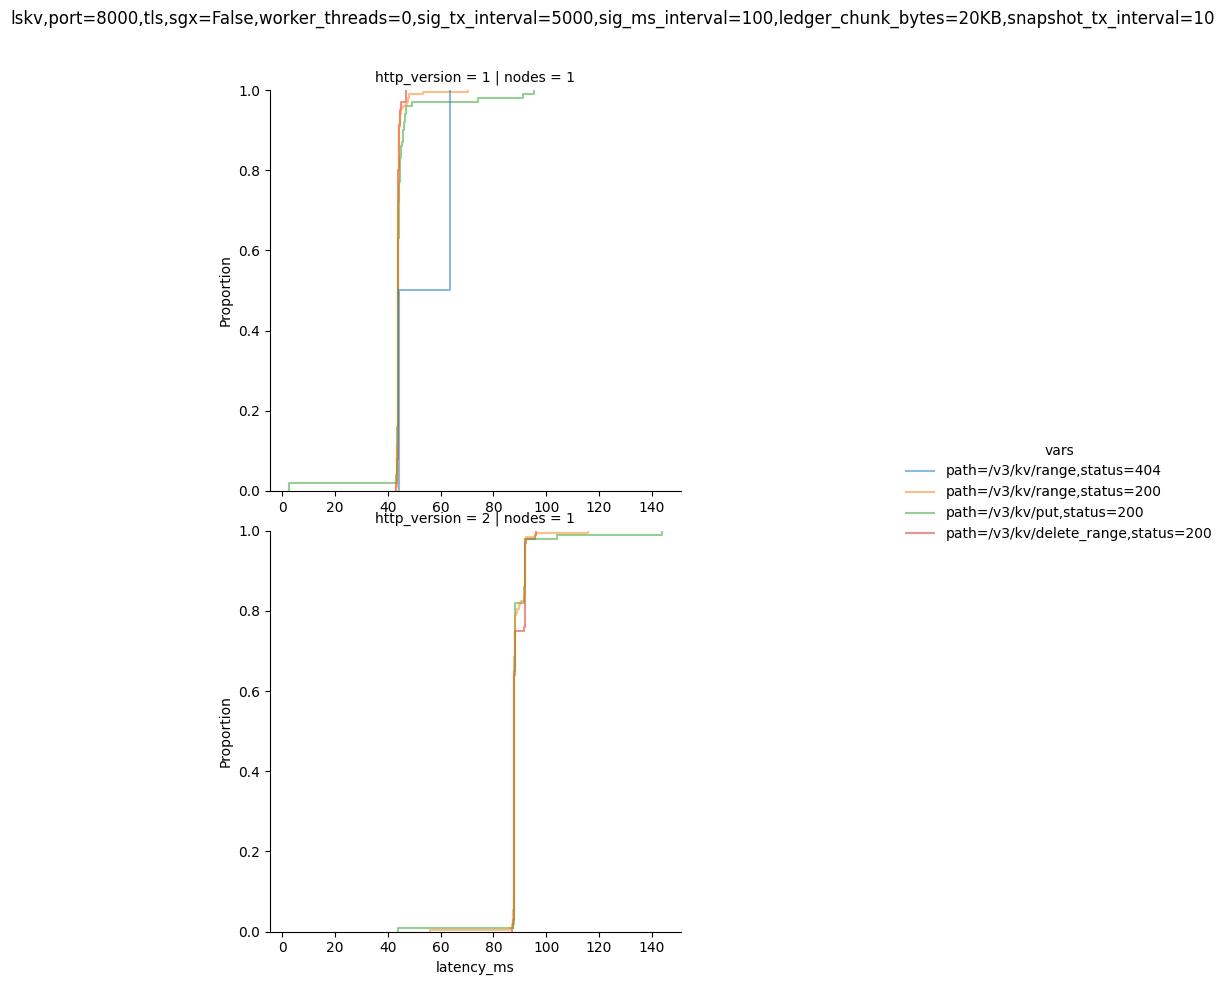 lskv,port=8000,tls,sgx=False,worker_threads=0,sig_tx_interval=5000,sig_ms_interval=100,ledger_chunk_bytes=20KB,snapshot_tx_interval=10
http_version = 1 | nodes = 1
1.0
0.8
0.6
0.4
0.2
0.0
Proportion
0 20 40 60 80 100 120 140
http_version = 2 | nodes = 1
1.0
0.8
0.6
0.4
0.2
0.0
Proportion
0 20 40 60 80 100 120 140
latency_ms
vars
path=/v3/kv/range,status=404
path=/v3/kv/range,status=200
path=/v3/kv/put,status=200
path=/v3/kv/delete_range,status=200